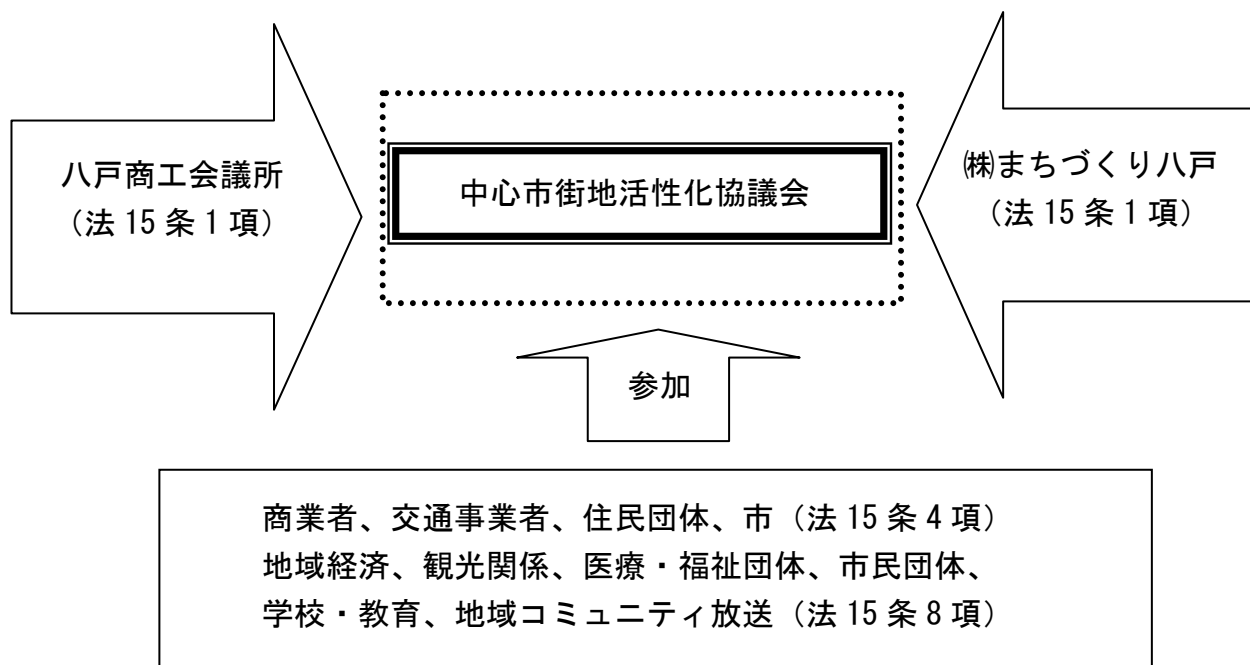 八戸商工会議所
（法 15 条 1 項）
中心市街地活性化協議会
㈱まちづくり八戸
（法 15 条 1 項）
参加
商業者、交通事業者、住民団体、市（法 15 条 4 項）
地域経済、観光関係、医療・福祉団体、市民団体、
学校・教育、地域コミュニティ放送（法 15 条 8 項）